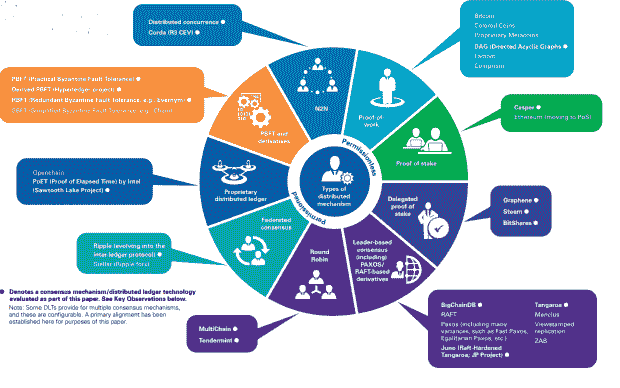 Distributed concurrence
Corda (R3 CEV)
Bitcoin
Colored Coins
Proprietary Metacoins
DAG (Directed Acyclic Graphs)
Factom
PBFT (Practical Byzantine Fault Tolerance)
Derived PBFT (Hyperledger project)
RBFT (Redundant Byzantine Fault Tolerance, e.g., Evernym)
Casper
Ethereum (moving to PoS)
Openchain
PoET (Proof of Elapsed Time) by Intel
(Sawtooth Lake Project)
Graphene
Steem
BitShares
Ripple (evolving into the
inter ledger protocol)
Stellar (Ripple fork)
MultiChain
Tendermint
BigChainDB
RAFT
Paxos (including many
variances, such as Fast Paxos,
Egalitarian Paxos, etc.)
Juno (Raft-Hardened
Tangaroa; JP Project)
Tangaroa
Mencius
Viewstamped
replication
ZAB
N2N
Proof of
work
Proof of stake
Delegated
proof of
stake
Leader-based
consensus
(including)
PAXOS/
RAFT-based
derivatives
Round
Robin
Federated
consensus
Proprietary
distributed ledger
PBFT and
derivatives
Permissionless
Permissioned
Types of
distributed
mechanism
Denotes a consensus mechanism/distributed ledger technology
evaluated as part of this paper. See Key Observations below.
Note: Some DLTs provide for multiple consensus mechanisms,
and these are configurable. A primary alignment has been
established here for purposes of this paper.